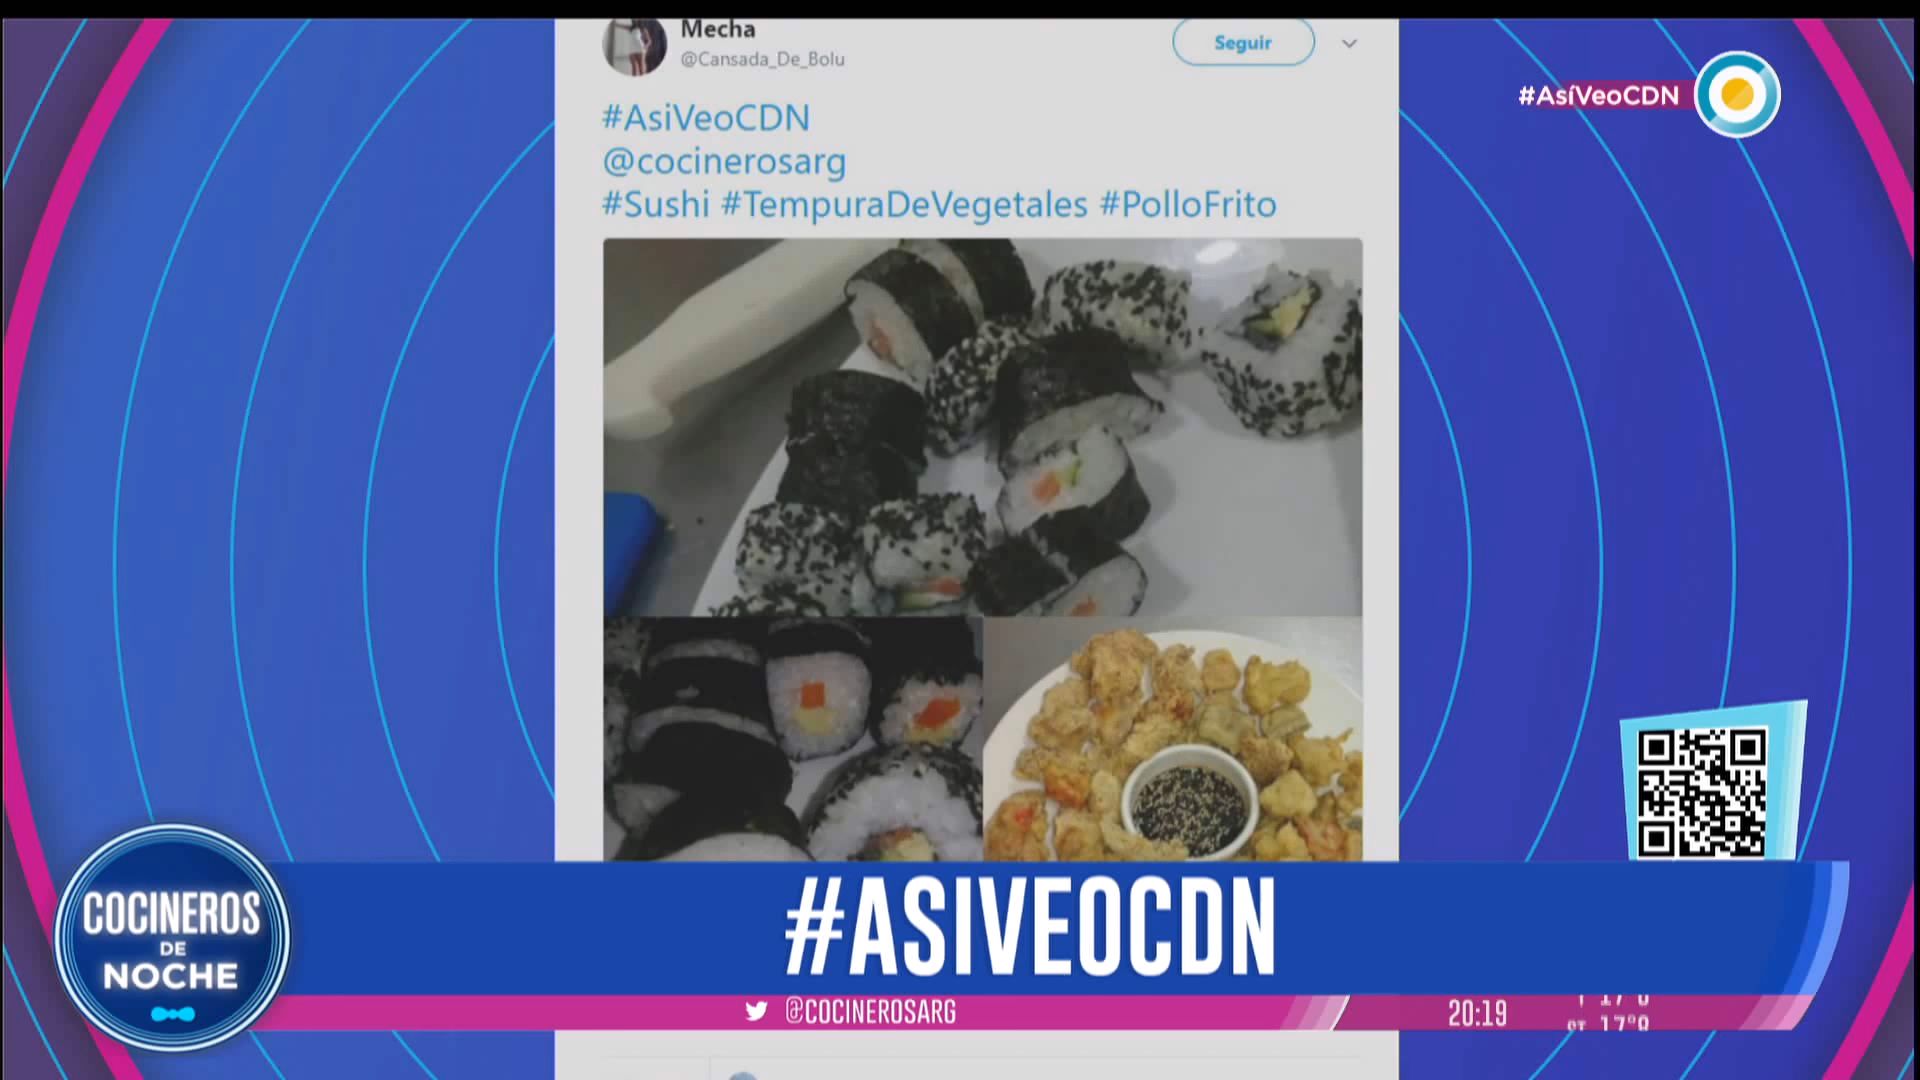 Mecha
@Cansada_De_Bolu
Seguir
#AsíVeoCDN
#AsiVeoCDN
@cocinerosarg
#Sushi #TempuraDeVegetales #PolloFrito
COCINEROS
DE
NOCHE
#ASIVEOCDN
@COCINEROSARG
20:19